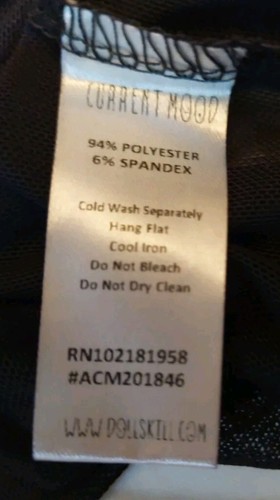 CURRENT MOOD
94% POLYESTER
6% SPANDEX
Cold Wash Separately
Hang Flat
Cool Iron
Do Not Bleach
Do Not Dry Clean
RN102181958
#ACM201846
WWW.DOLLSKILL.COM